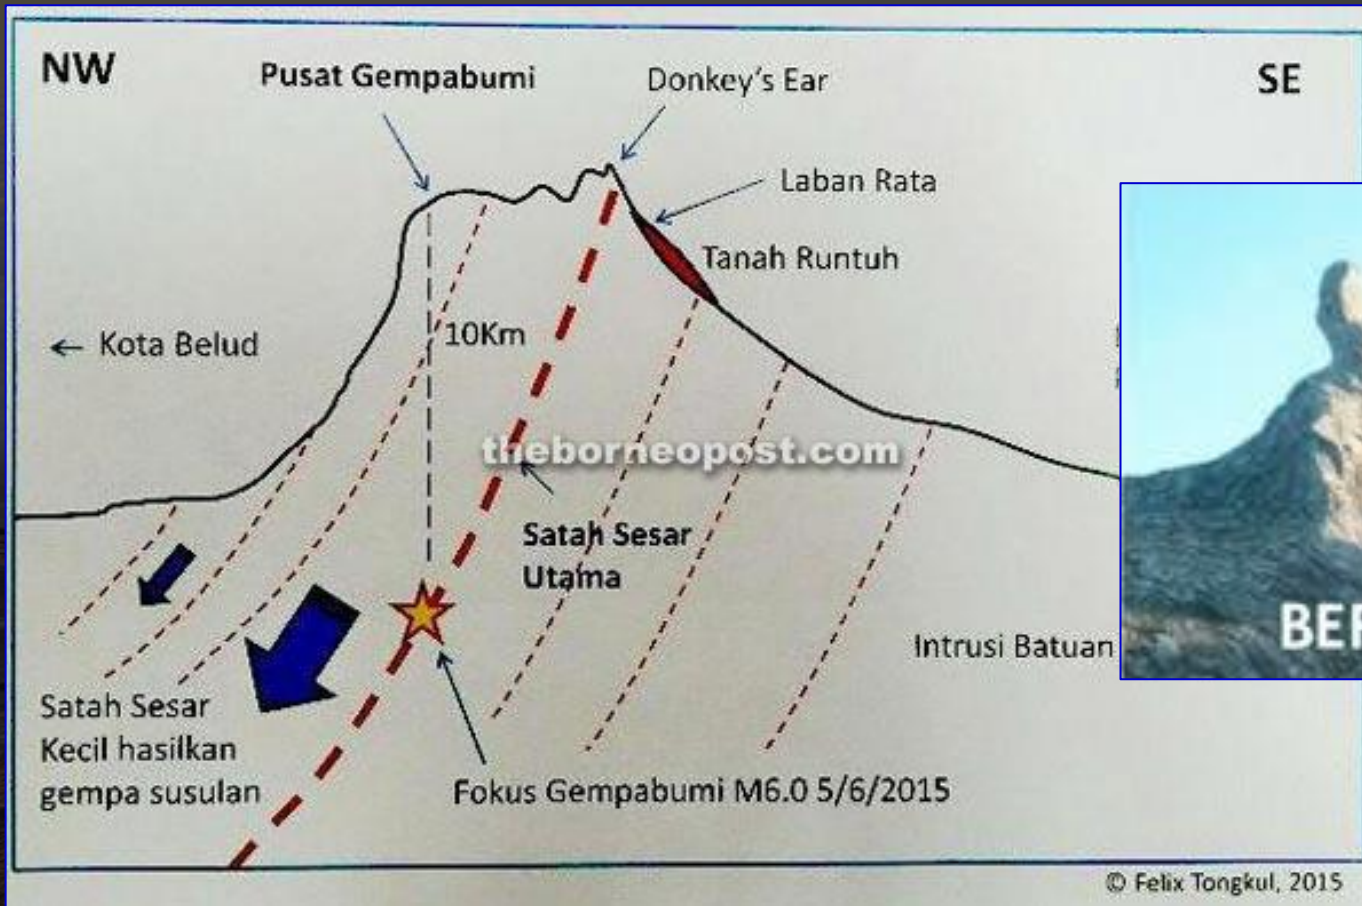 NW
Pusat Gempabumi
Donkey's Ear
SE
Laban Rata
Tanah Runtuh
10Km
← Kota Belud
theborneopost.com
Satah Sesar
Utama
Intrusi Batuan
Satah Sesar
Kecil hasilkan
gempa susulan
Fokus Gempabumi M6.0 5/6/2015
© Felix Tongkul, 2015